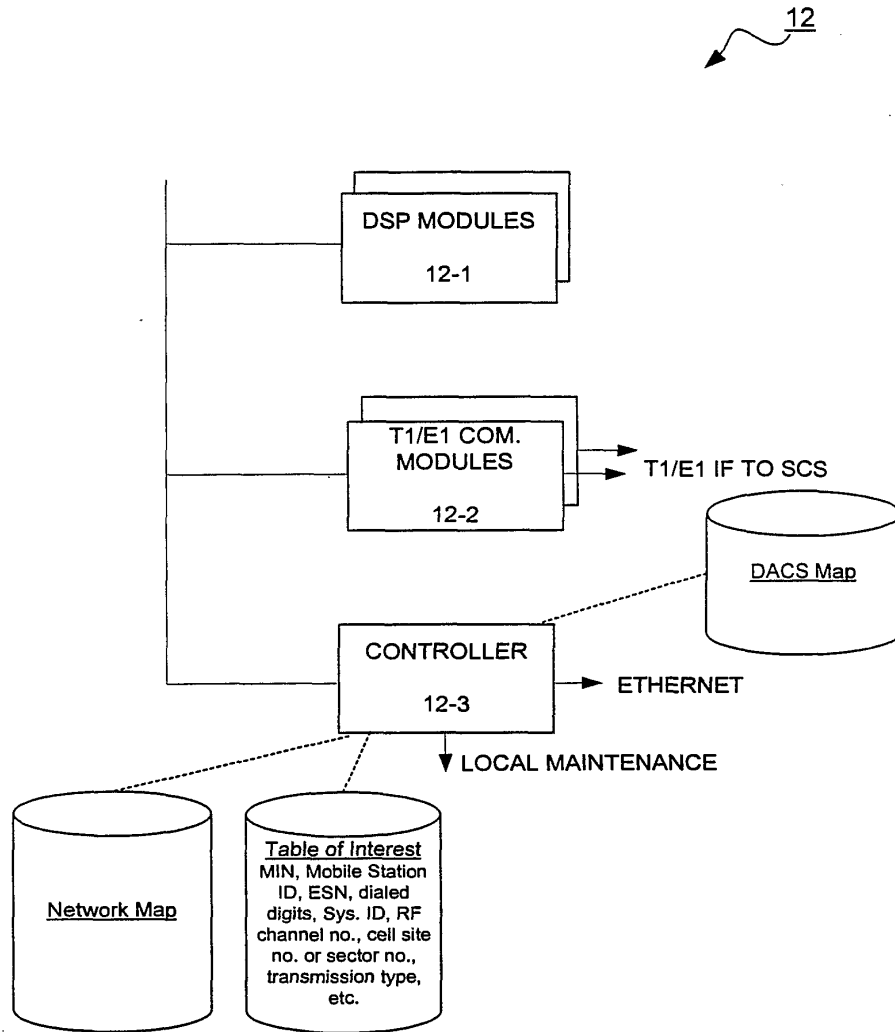 12
DSP MODULES
12-1
T1/E1 COM.
MODULES
12-2
T1/E1 IF TO SCS
DACS Map
CONTROLLER
12-3
ETHERNET
LOCAL MAINTENANCE
Network Map
Table of Interest
MIN, Mobile Station
ID, ESN, dialed
digits, Sys. ID, RF
channel no., cell site
no. or sector no.,
transmission type,
etc.